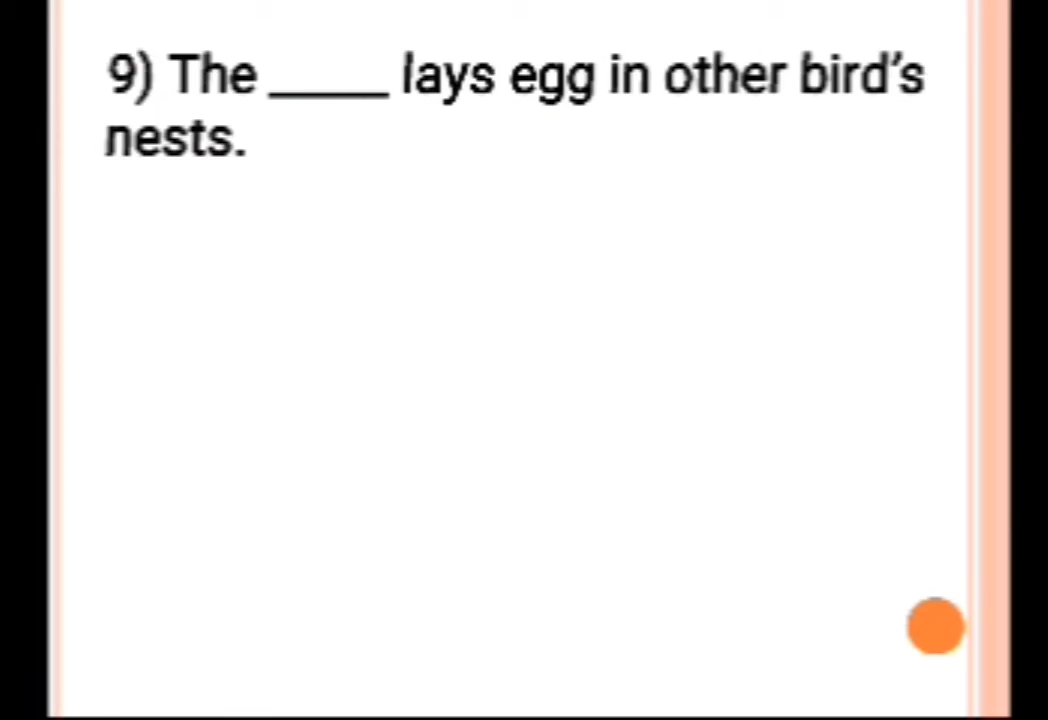 9) The _____ lays egg in other bird’s
nests.